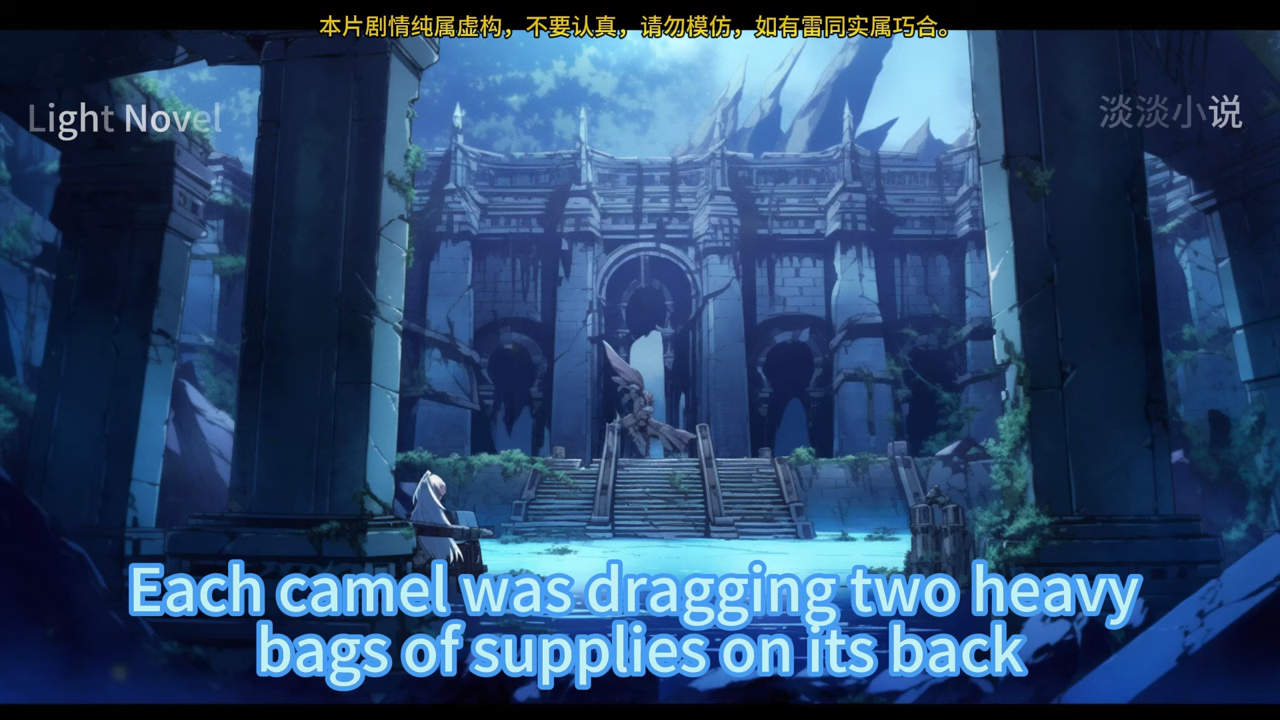 本片剧情纯属虚构，不要认真，请勿模仿，如有雷同实属巧合。
Light Novel
淡淡小说
Each camel was dragging two heavy
bags of supplies on its back